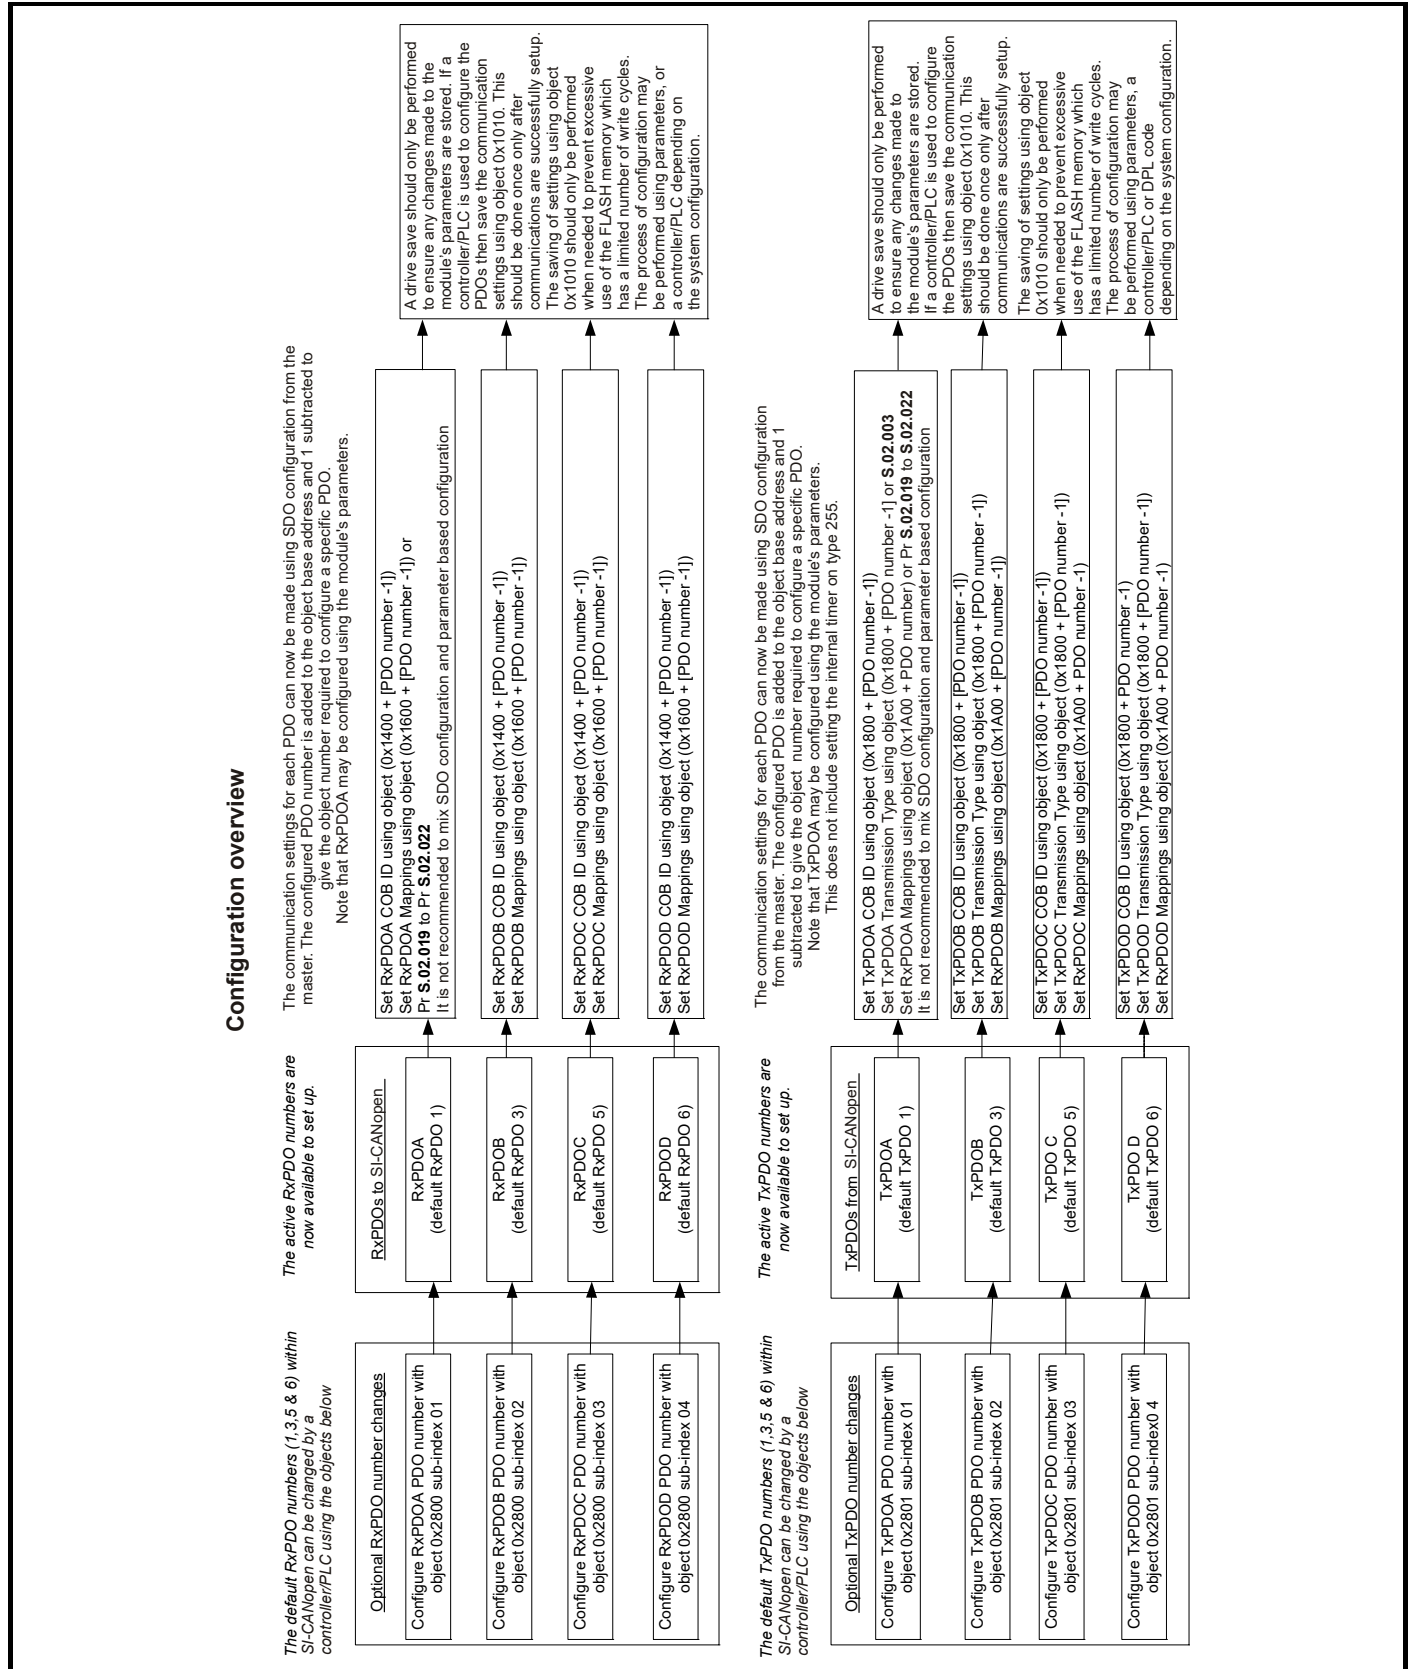 Configuration overview
The default RxPDO numbers (1,3,5 & 6) within
SI-CANopen can be changed by a
controller/PLC using the objects below
Optional RxPDO number changes
Configure RxPDOA PDO number with
object 0x2800 sub-index 01
Configure RxPDOB PDO number with
object 0x2800 sub-index 02
Configure RxPDOC PDO number with
object 0x2800 sub-index 03
Configure RxPDOD PDO number with
object 0x2800 sub-index 04
The active RxPDO numbers are
now available to set up.
RxPDOs to SI-CANopen
RxPDOA
(default RxPDO 1)
RxPDOB
(default RxPDO 3)
RxPDOC
(default RxPDO 5)
RxPDOD
(default RxPDO 6)
The communication settings for each PDO can now be made using SDO configuration from the
master. The configured PDO number is added to the object base address and 1 subtracted to
give the object number required to configure a specific PDO.
Note that RxPDOA may be configured using the module's parameters.
Set RxPDOA COB ID using object (0x1400 + [PDO number -1])
Set RxPDOA Mappings using object (0x1600 + [PDO number -1]) or
Pr S.02.019 to Pr S.02.022
It is not recommended to mix SDO configuration and parameter based configuration
Set RxPDOB COB ID using object (0x1400 + [PDO number -1])
Set RxPDOB Mappings using object (0x1600 + [PDO number -1])
Set RxPDOC COB ID using object (0x1400 + [PDO number -1])
Set RxPDOC Mappings using object (0x1600 + [PDO number -1])
Set RxPDOD COB ID using object (0x1400 + [PDO number -1])
Set RxPDOD Mappings using object (0x1600 + [PDO number -1])
A drive save should only be performed
to ensure any changes made to the
module's parameters are stored. If a
controller/PLC is used to configure the
PDOs then save the communication
settings using object 0x1010. This
should be done once only after
communications are successfully setup.
The saving of settings using object
0x1010 should only be performed
when needed to prevent excessive
use of the FLASH memory which
has a limited number of write cycles.
The process of configuration may
be performed using parameters, or
a controller/PLC depending on
the system configuration.
The default TxPDO numbers (1,3,5 & 6) within
SI-CANopen can be changed by a
controller/PLC using the objects below
Optional TxPDO number changes
Configure TxPDOA PDO number with
object 0x2801 sub-index 01
Configure TxPDOB PDO number with
object 0x2801 sub-index 02
Configure TxPDOC PDO number with
object 0x2801 sub-index 03
Configure TxPDOD PDO number with
object 0x2801 sub-index0 4
The active TxPDO numbers are
now available to set up.
TxPDOs from SI-CANopen
TxPDOA
(default TxPDO 1)
TxPDOB
(default TxPDO 3)
TxPDO C
(default TxPDO 5)
TxPDO D
(default TxPDO 6)
The communication settings for each PDO can now be made using SDO configuration
from the master. The configured PDO is added to the object base address and 1
subtracted to give the object number required to configure a specific PDO.
Note that TxPDOA may be configured using the module's parameters.
This does not include setting the internal timer on type 255.
Set TxPDOA COB ID using object (0x1800 + [PDO number -1])
Set TxPDOA Transmission Type using object (0x1800 + [PDO number -1] or S.02.003
Set RxPDOA Mappings using object (0x1A00 + PDO number) or Pr S.02.019 to S.02.022
It is not recommended to mix SDO configuration and parameter based configuration
Set TxPDOB COB ID using object (0x1800 + [PDO number -1])
Set TxPDOB Transmission Type using object (0x1800 + [PDO number -1])
Set RxPDOB Mappings using object (0x1A00 + [PDO number -1])
Set TxPDOC COB ID using object (0x1800 + [PDO number -1])
Set TxPDOC Transmission Type using object (0x1800 + [PDO number -1])
Set RxPDOC Mappings using object (0x1A00 + PDO number -1)
Set TxPDOD COB ID using object (0x1800 + PDO number -1)
Set TxPDOD Transmission Type using object (0x1800 + [PDO number -1)
Set RxPDOD Mappings using object (0x1A00 + PDO number -1)
A drive save should only be performed
to ensure any changes made to
the module's parameters are stored.
If a controller/PLC is used to configure
the PDOs then save the communication
settings using object 0x1010. This
should be done once only after
communications are successfully setup.
The saving of settings using object
0x1010 should only be performed
when needed to prevent excessive
use of the FLASH memory which
has a limited number of write cycles.
The process of configuration may
be performed using parameters, a
controller/PLC or DPL code
depending on the system configuration.